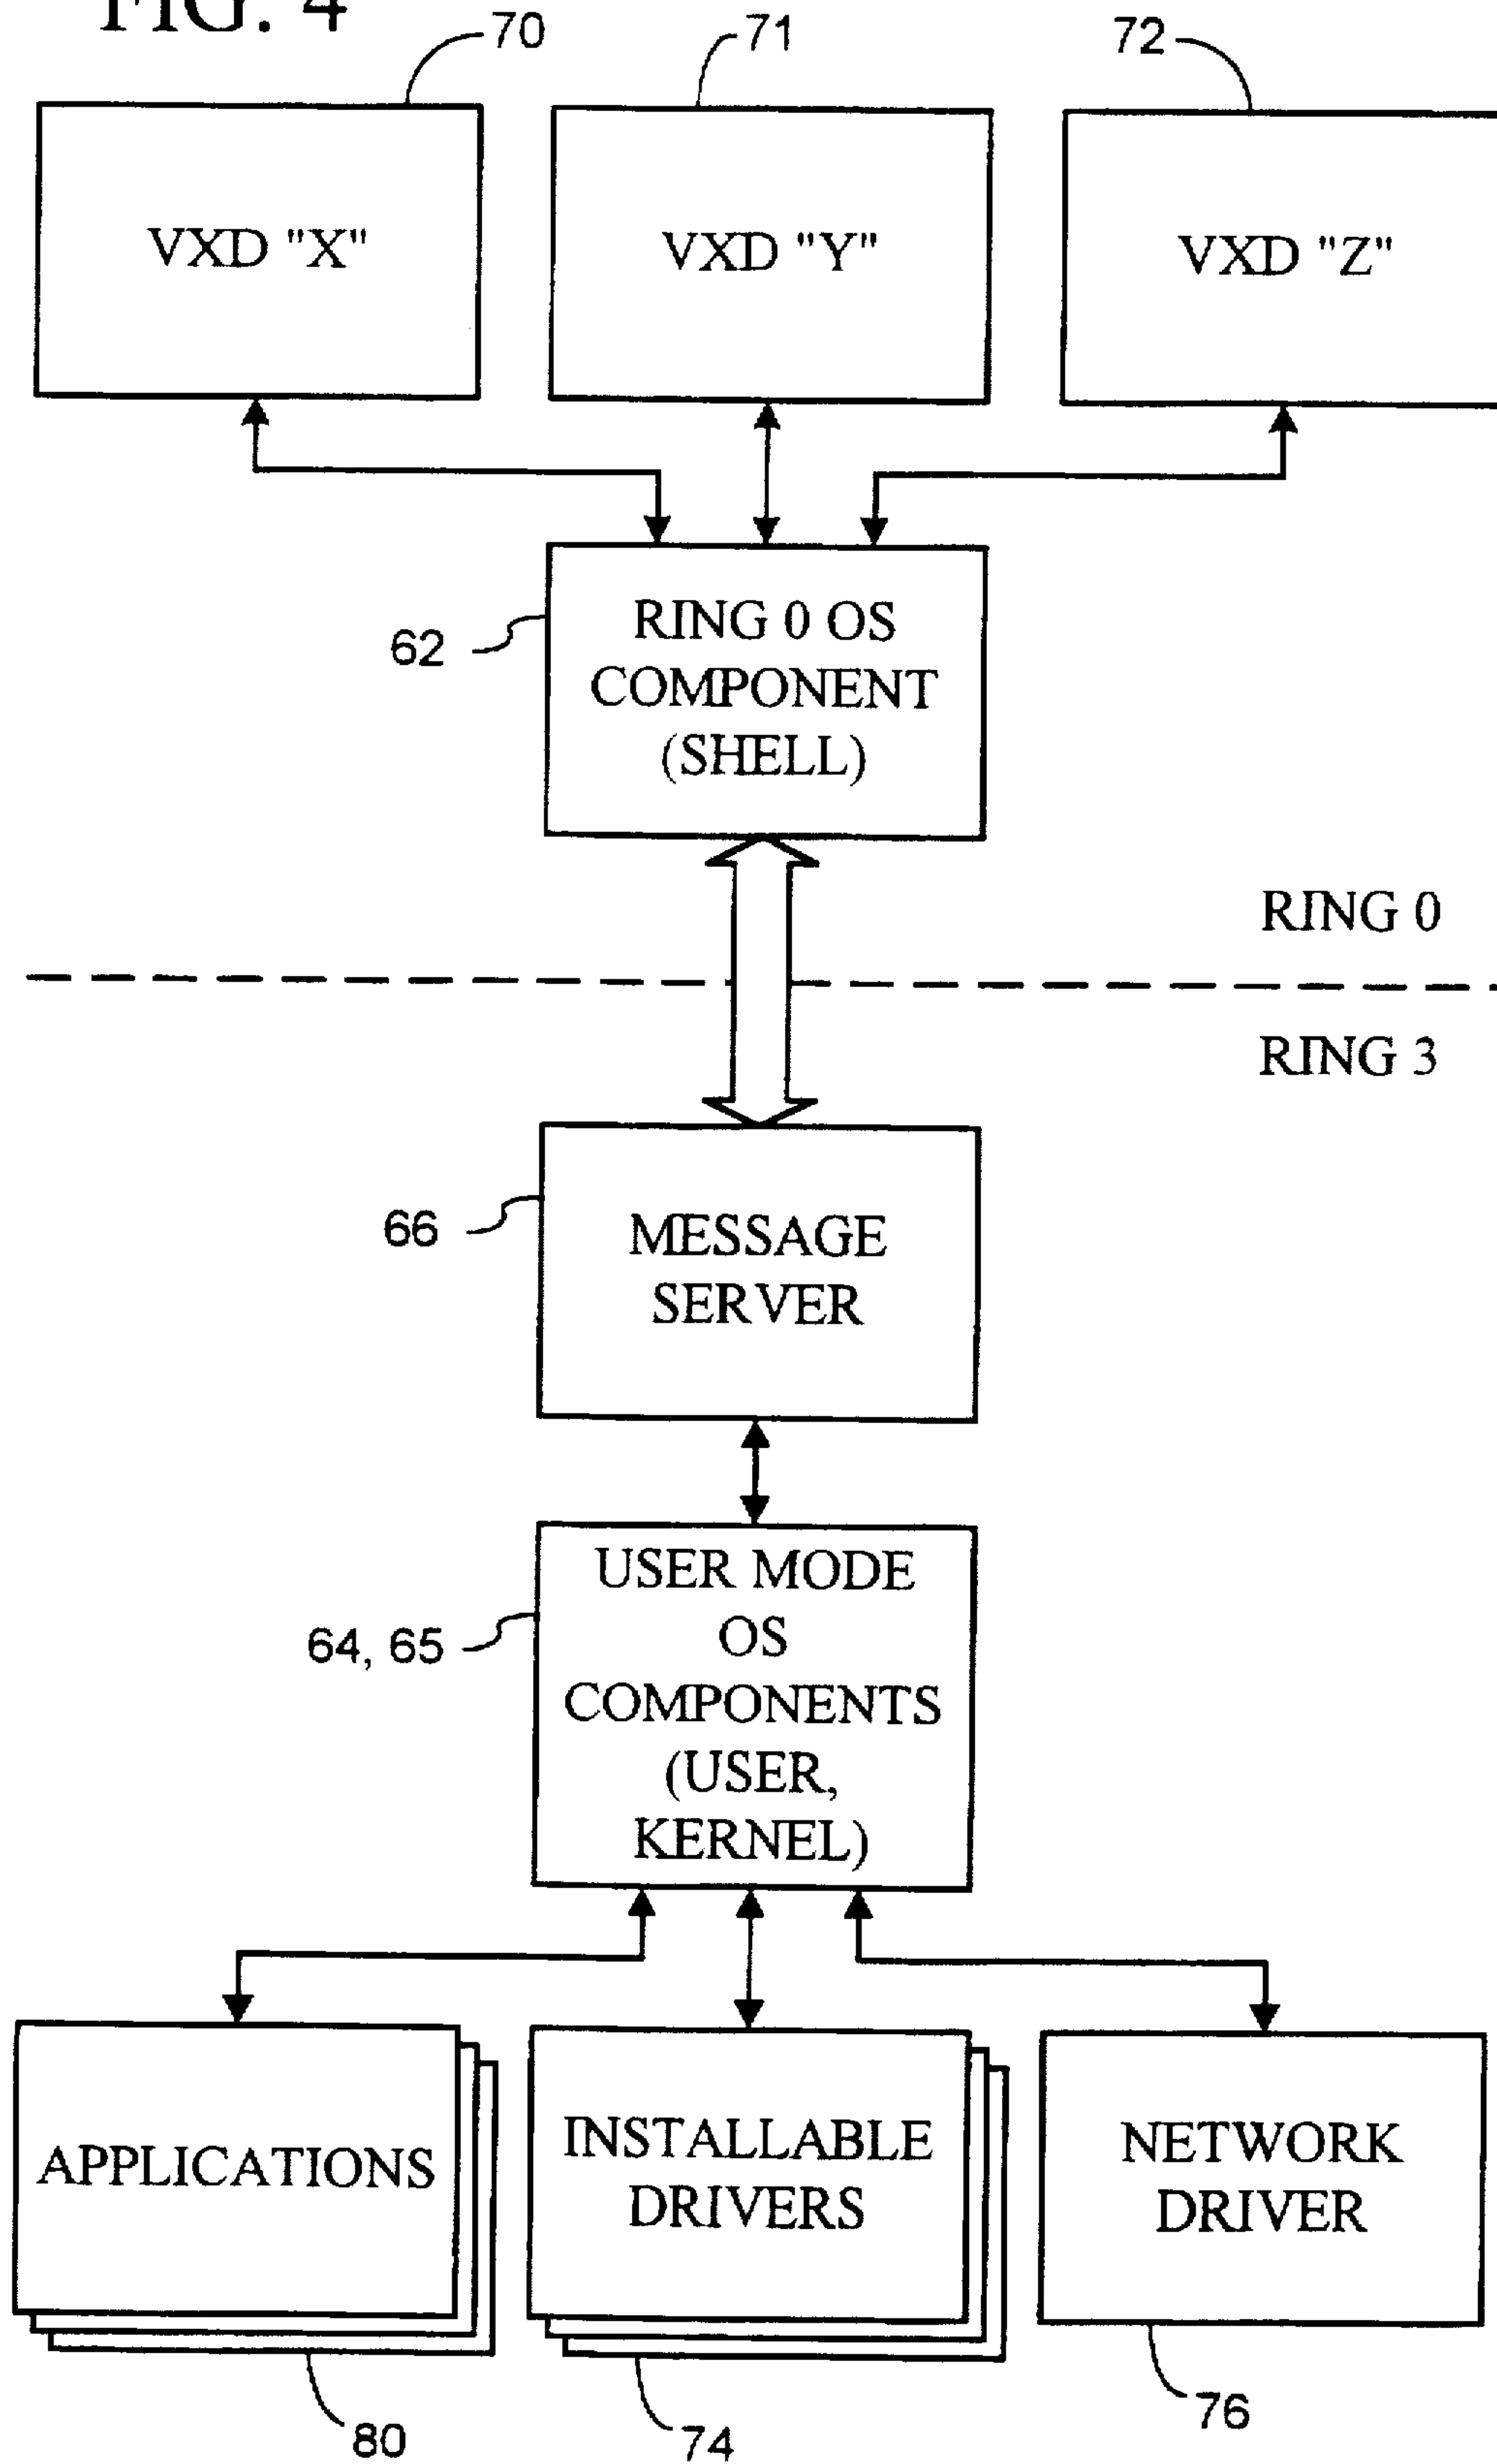 FIG. 4
70
71
72
VXD "X"
VXD "Y"
VXD "Z"
62
RING 0 OS
COMPONENT
(SHELL)
RING 0
RING 3
66
MESSAGE
SERVER
64, 65
USER MODE
OS
COMPONENTS
(USER,
KERNEL)
APPLICATIONS
INSTALLABLE
DRIVERS
NETWORK
DRIVER
80
74
76